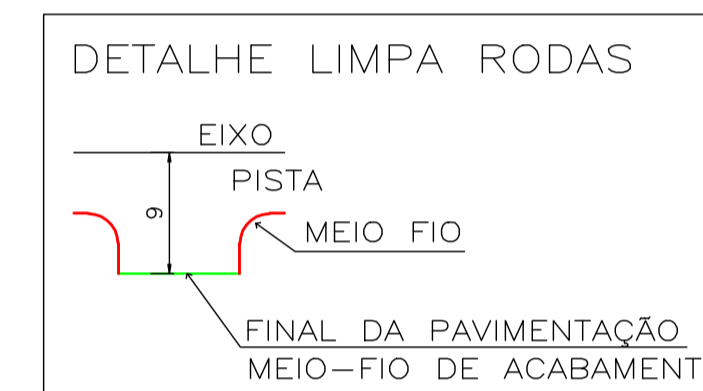 DETALHE LIMPA RODAS
EIXO
PISTA
9
MEIO FIO
FINAL DA PAVIMENTAÇÃO
MEIO-FIO DE ACABAMENT